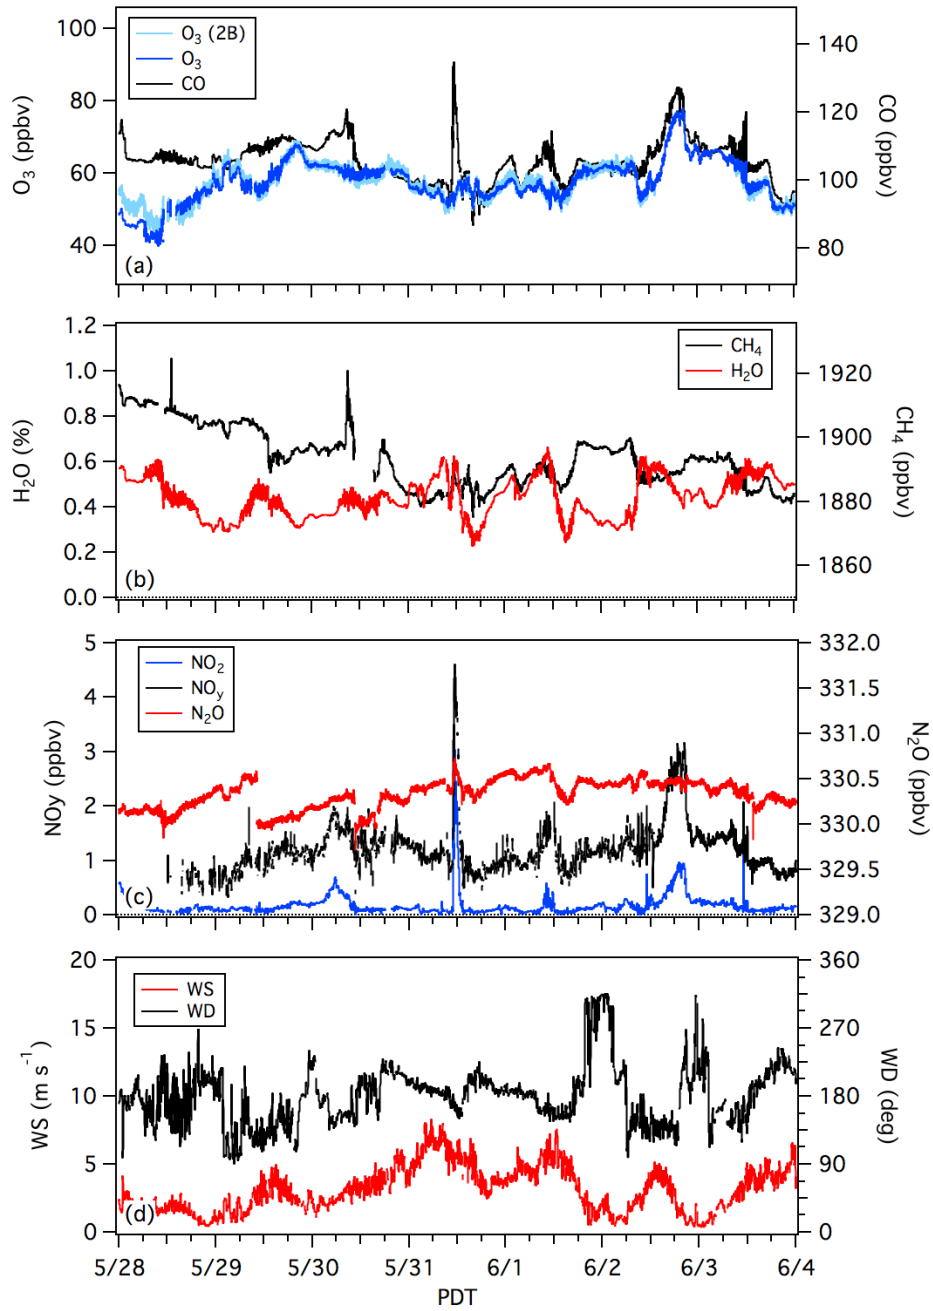 100
80
60
40
O3 (ppbv)
O3 (2B)
O3
CO
140
120
100
80
CO (ppbv)
(a)
1.2
1.0
0.8
0.6
0.4
0.2
0.0
H2O (%)
CH4
H2O
1920
1900
1880
1860
CH4 (ppbv)
(b)
5
4
3
2
1
0
NOy (ppbv)
NO2
NOy
N2O
332.0
331.5
331.0
330.5
330.0
329.5
329.0
N2O (ppbv)
(c)
20
15
10
5
0
WS (m s-1)
WS
WD
360
270
180
90
0
WD (deg)
(d)
5/28 5/29 5/30 5/31 6/1 6/2 6/3 6/4
PDT